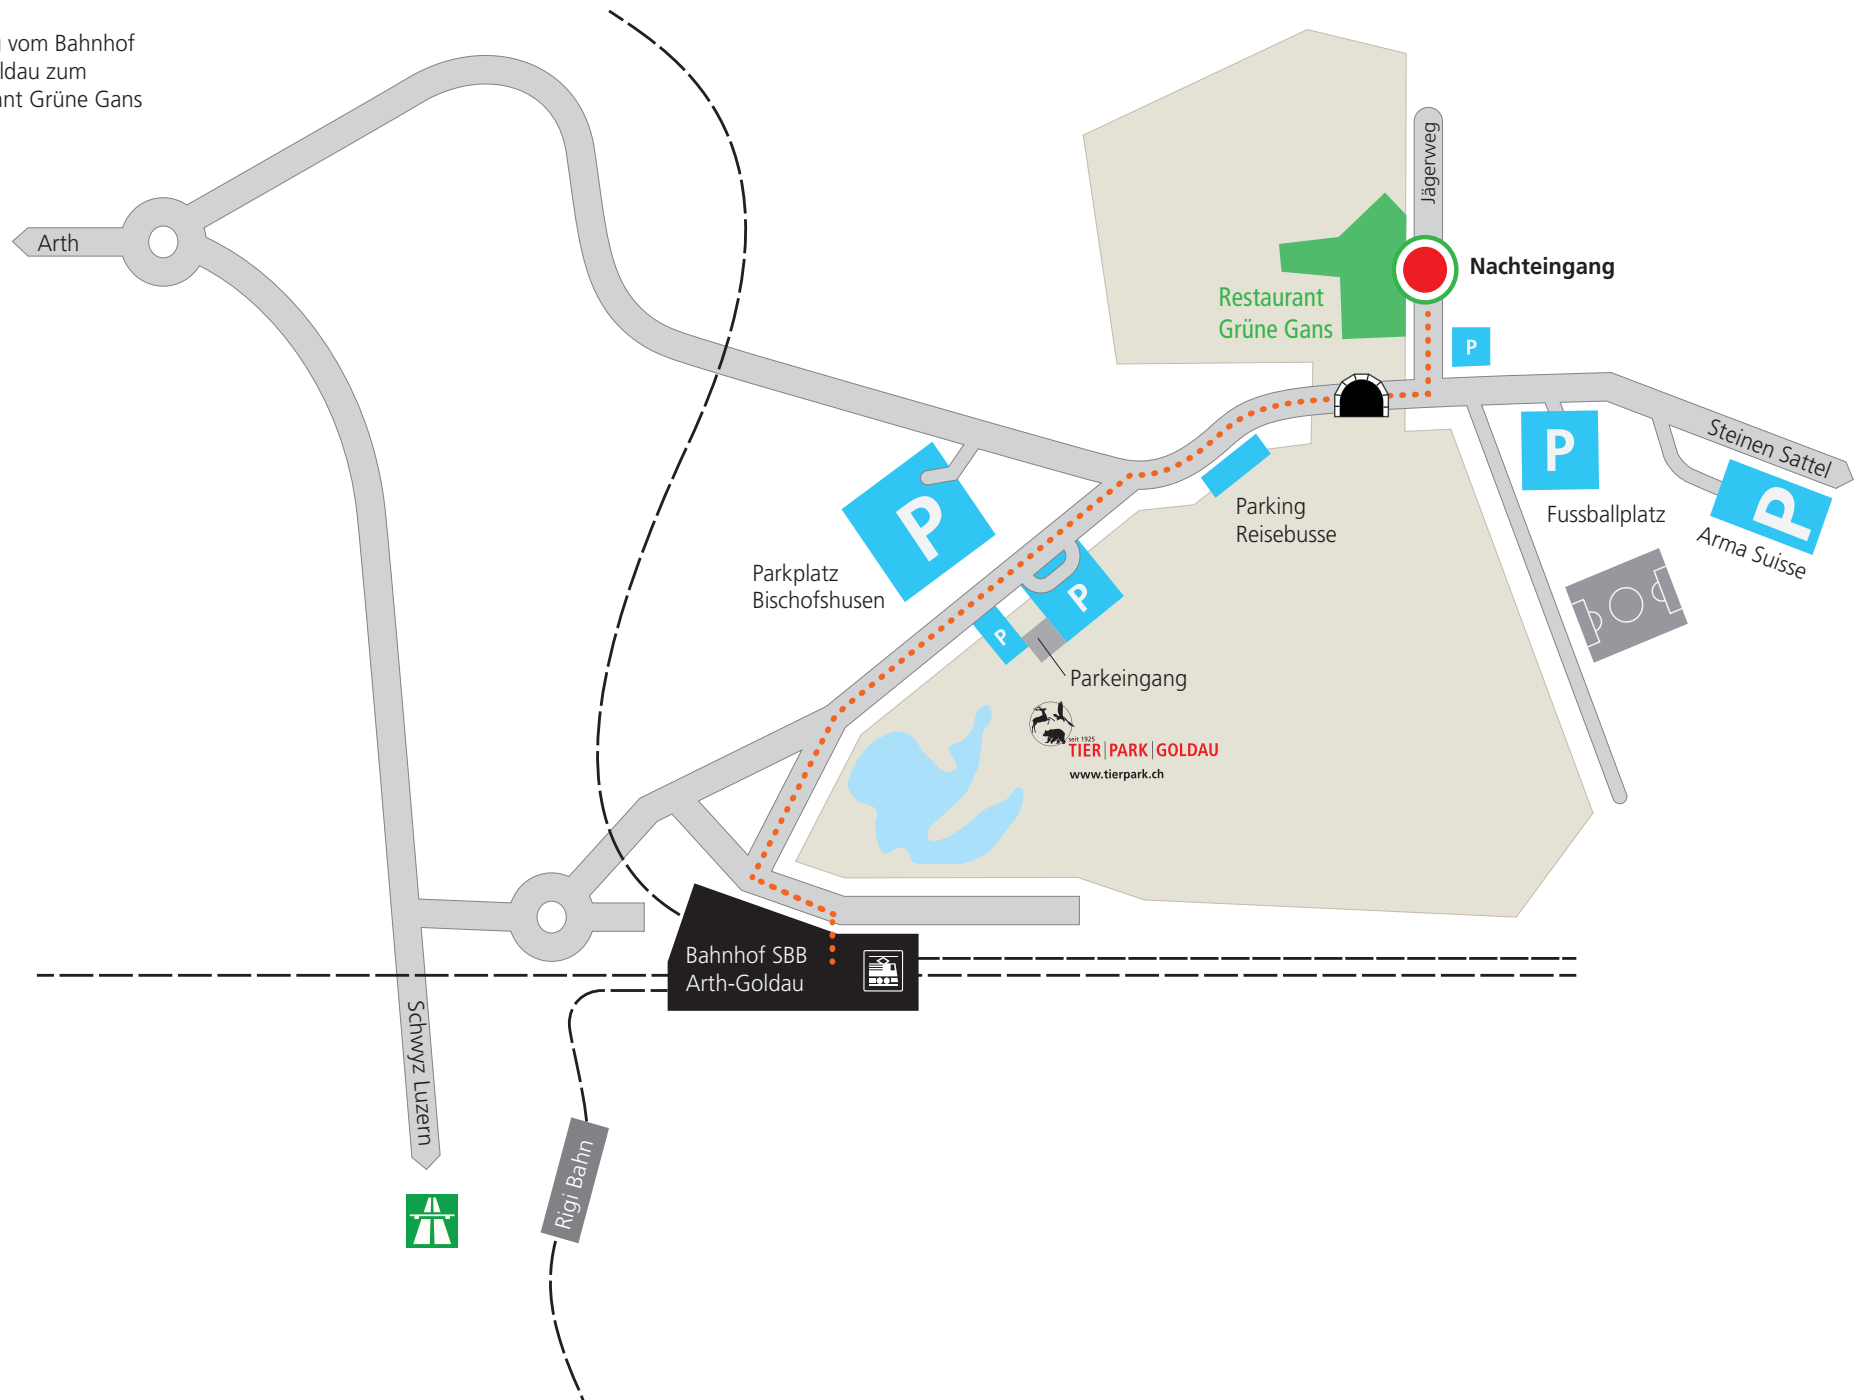 vom Bahnhof
ldau zum
nt Grüne Gans
Arth
Jägerweg
Nachteingang
Restaurant
Grüne Gans
P
Steinen Sattel
P
P
Fussballplatz
Arma Suisse
P
Parking
Reisebusse
Parkplatz
Bischofshusen
P
P
Parkeingang
seit 1925
TIER|PARK|GOLDAU
www.tierpark.ch
Bahnhof SBB
Arth-Goldau
Schwyz Luzern
Rigi Bahn